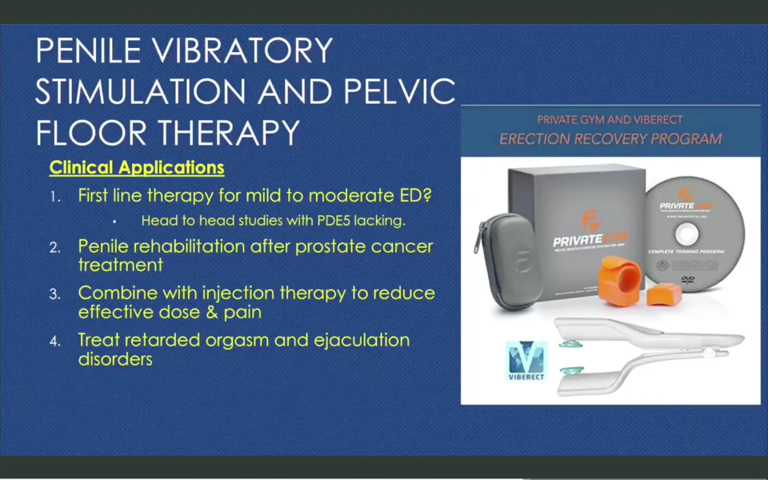 PENILE VIBRATORY
STIMULATION AND PELVIC
FLOOR THERAPY
Clinical Applications
1. First line therapy for mild to moderate ED?
• Head to head studies with PDE5 lacking.
2. Penile rehabilitation after prostate cancer
treatment
3. Combine with injection therapy to reduce
effective dose & pain
4. Treat retarded orgasm and ejaculation
disorders
PRIVATE GYM AND VIBERECT
ERECTION RECOVERY PROGRAM
PRIVATE
PRIVATE
COMPLETE TRAINING PROGRAM
DVD
VIBERECT